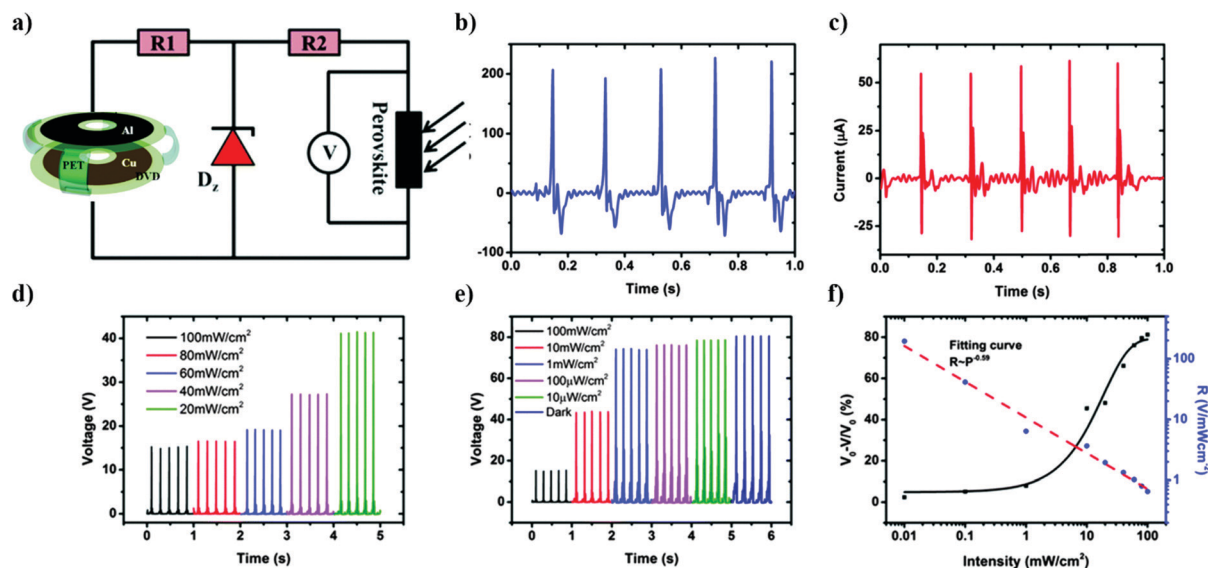 a)
R1
R2
Al
Cu
PET
DVD
D_z
V
Perovskite
b)
200
100
0
-100
0.0 0.2 0.4 0.6 0.8 1.0
Time (s)
c)
Current (μA)
50
25
0
-25
0.0 0.2 0.4 0.6 0.8 1.0
Time (s)
d)
Voltage (V)
40
30
20
10
0
100mW/cm²
80mW/cm²
60mW/cm²
40mW/cm²
20mW/cm²
0 1 2 3 4 5
Time (s)
e)
Voltage (V)
80
60
40
20
0
100mW/cm²
10mW/cm²
1mW/cm²
100μW/cm²
10μW/cm²
Dark
0 1 2 3 4 5 6
Time (s)
f)
V₀-V/V₀ (%)
80
60
40
20
0
Fitting curve
R~P⁻⁰·⁵⁹
100
10
1
R (V/mWcm⁻²)
0.01 0.1 1 10 100
Intensity (mW/cm²)